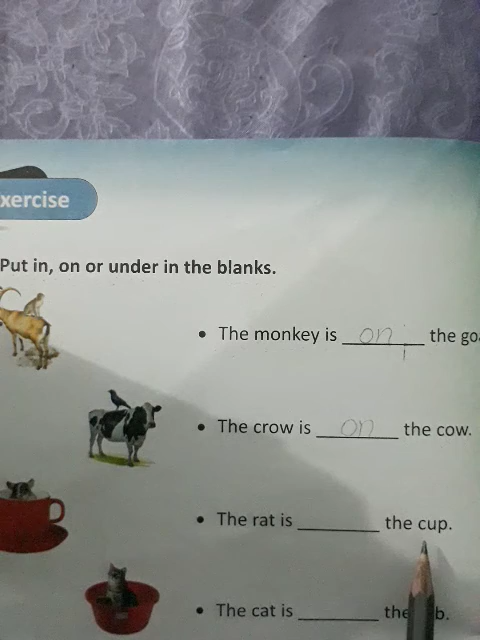 xercise
Put in, on or under in the blanks.
• The monkey is on the go
• The crow is on the cow.
• The rat is ________ the cup.
• The cat is ________ the b.